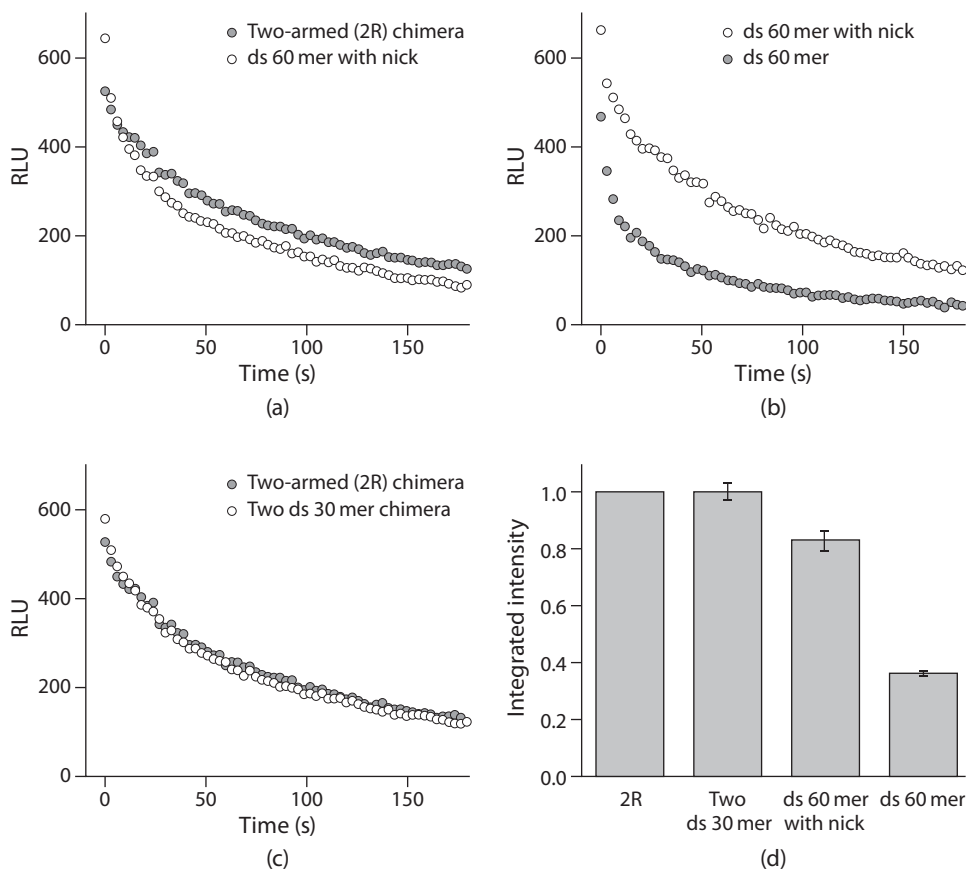 Two-armed (2R) chimera
ds 60 mer with nick
600
400
200
0
RLU
0 50 100 150
Time (s)
(a)
ds 60 mer with nick
ds 60 mer
600
400
200
0
RLU
0 50 100 150
Time (s)
(b)
Two-armed (2R) chimera
Two ds 30 mer chimera
600
400
200
0
RLU
0 50 100 150
Time (s)
(c)
1.0
0.8
0.6
0.4
0.2
0.0
Integrated intensity
2R Two ds 60 mer ds 60 mer
ds 30 mer with nick
(d)